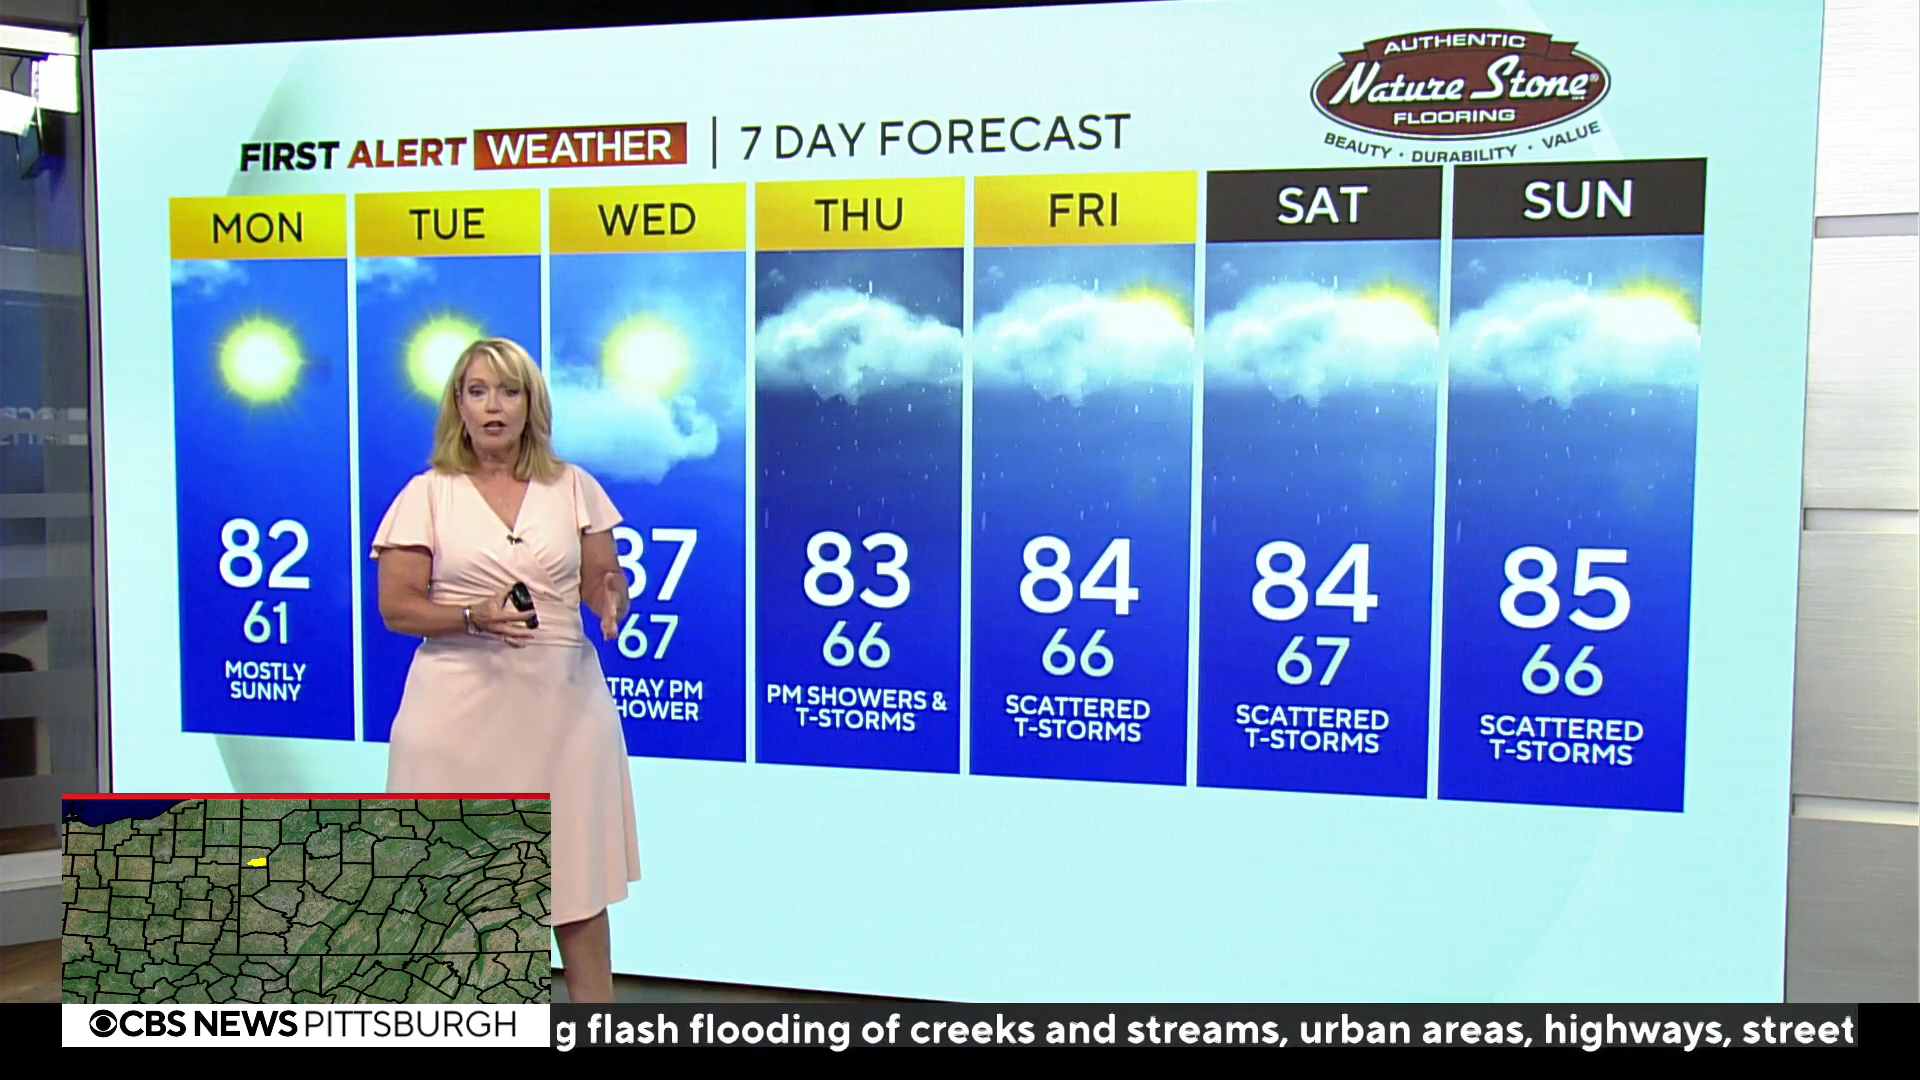 AUTHENTIC
Nature Stone®
FLOORING
BEAUTY · DURABILITY · VALUE
FIRST ALERT WEATHER | 7 DAY FORECAST
MON
82
61
MOSTLY
SUNNY
TUE
WED
87
67
TRAY PM
HOWER
THU
83
66
PM SHOWERS &
T-STORMS
FRI
84
66
SCATTERED
T-STORMS
SAT
84
67
SCATTERED
T-STORMS
SUN
85
66
SCATTERED
T-STORMS
CBS NEWS PITTSBURGH
g flash flooding of creeks and streams, urban areas, highways, street